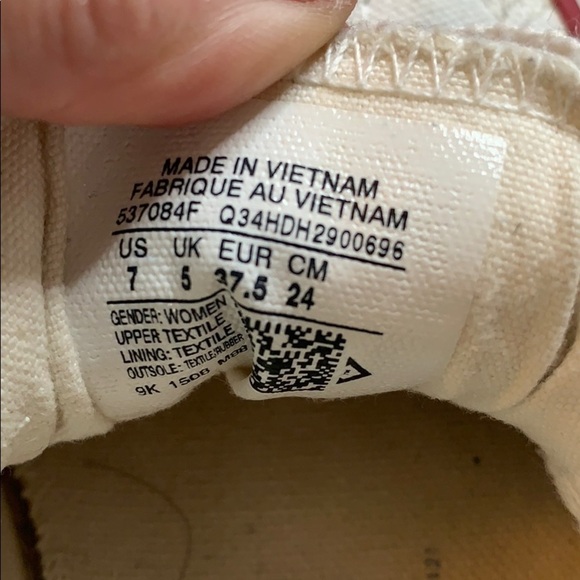 MADE IN VIETNAM
FABRIQUE AU VIETNAM
537084F Q34HDH2900696
US UK EUR CM
7 5 37.5 24
GENDER: WOMEN
UPPER TEXTILE
LINING: TEXTILE
OUTSOLE: TEXTILE/RUBBER
9K 1508